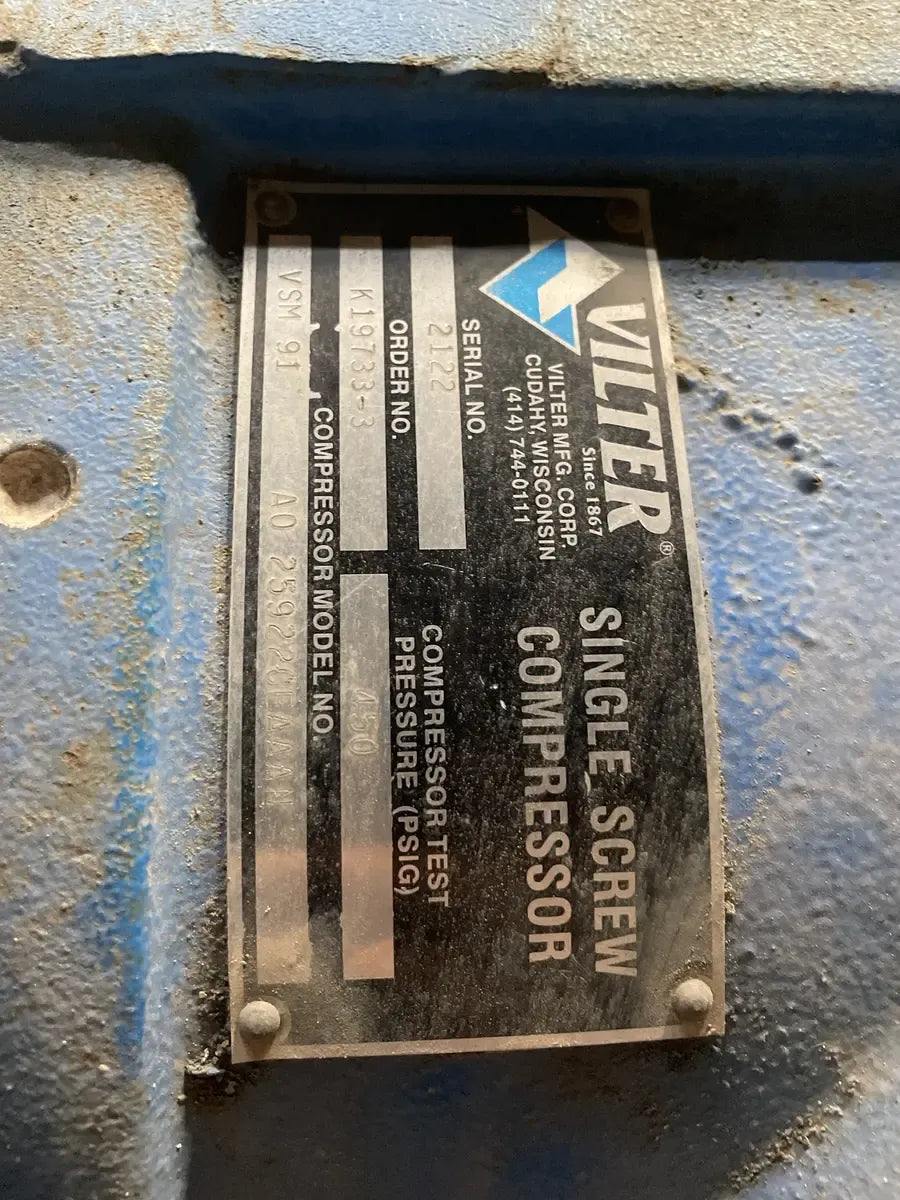 VILTER®
Since 1867
VILTER MFG. CORP.
CUDAHY, WISCONSIN
(414) 744-0111
SINGLE SCREW
COMPRESSOR
SERIAL NO.
2122
ORDER NO.
K19733-3
COMPRESSOR TEST
PRESSURE (PSIG)
450
COMPRESSOR MODEL NO.
VSM 91 A0